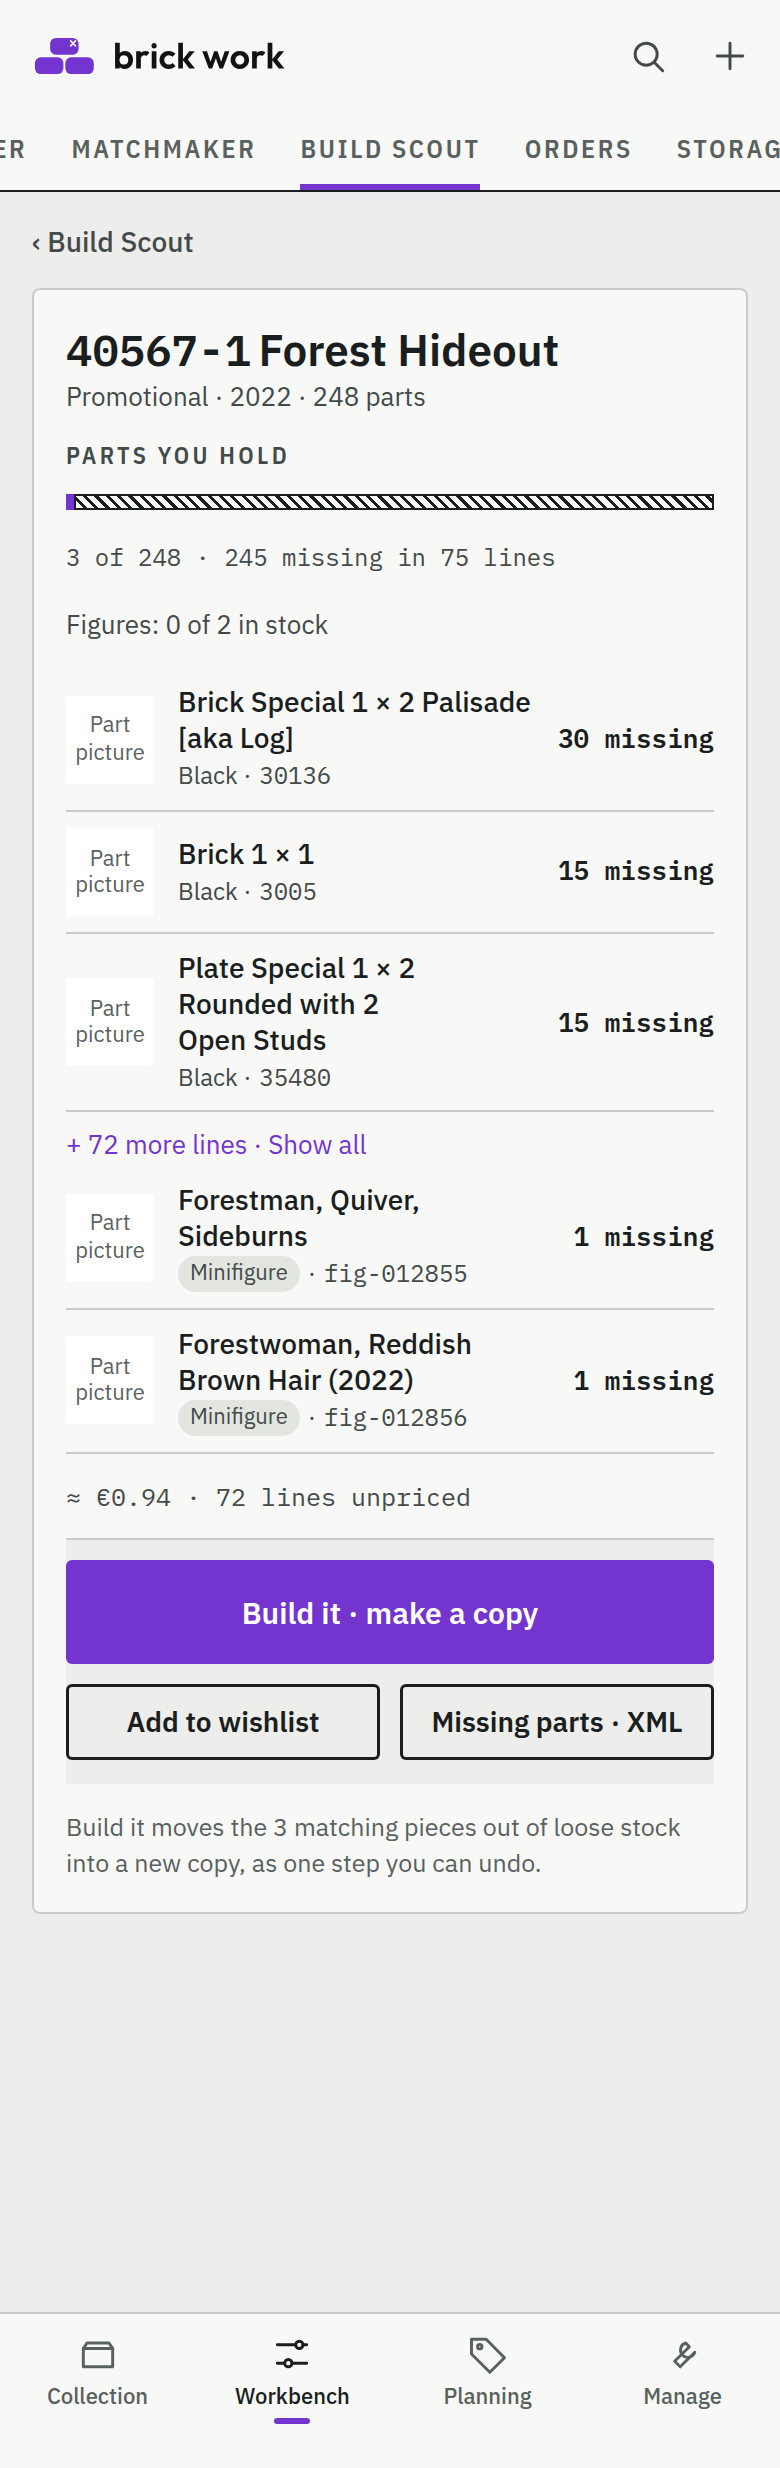 brick work
ER MATCHMAKER BUILD SCOUT ORDERS STORAG
‹ Build Scout
40567-1 Forest Hideout
Promotional · 2022 · 248 parts
PARTS YOU HOLD
3 of 248 · 245 missing in 75 lines
Figures: 0 of 2 in stock
Part
picture
Brick Special 1 × 2 Palisade
[aka Log]
Black · 30136
30 missing
Part
picture
Brick 1 × 1
Black · 3005
15 missing
Part
picture
Plate Special 1 × 2
Rounded with 2
Open Studs
Black · 35480
15 missing
+ 72 more lines · Show all
Part
picture
Forestman, Quiver,
Sideburns
Minifigure · fig-012855
1 missing
Part
picture
Forestwoman, Reddish
Brown Hair (2022)
Minifigure · fig-012856
1 missing
≈ €0.94 · 72 lines unpriced
Build it · make a copy
Add to wishlist
Missing parts · XML
Build it moves the 3 matching pieces out of loose stock
into a new copy, as one step you can undo.
Collection Workbench Planning Manage